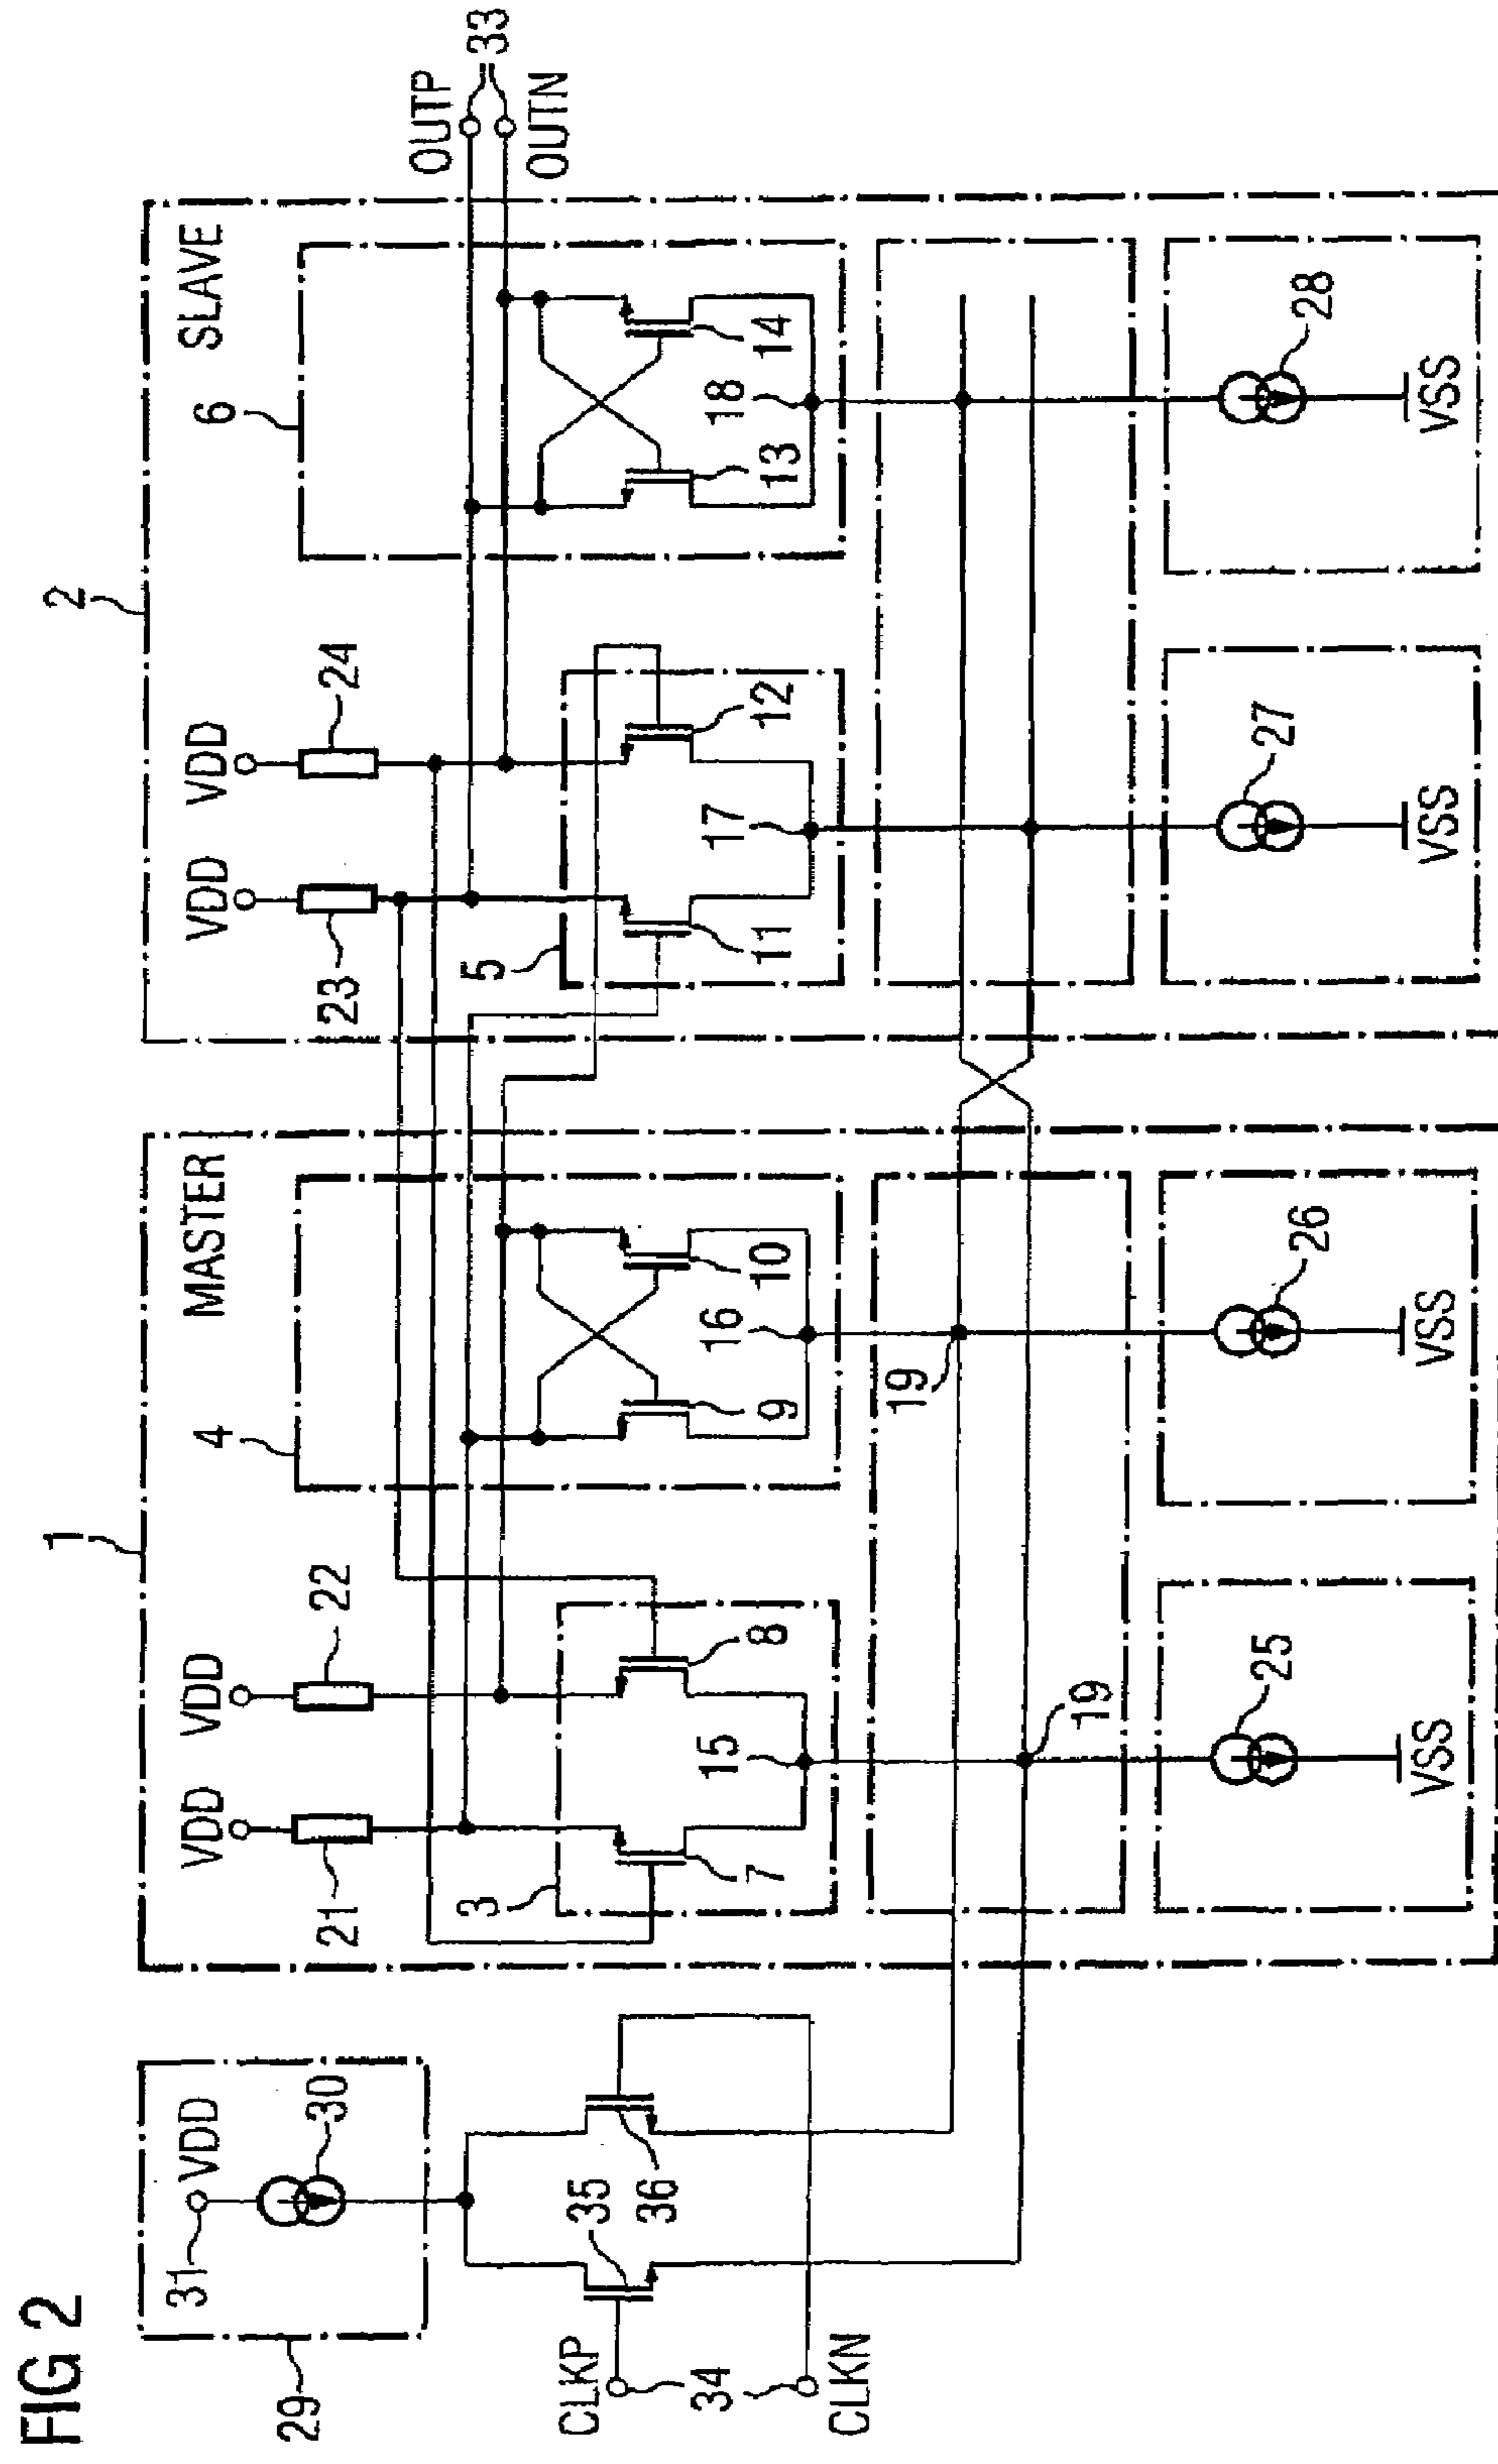 FIG 2
29
31
VDD
30
CLKP
34
CLKN
35
36
1
MASTER
VDD
VDD
21
22
4
3
7
8
15
9
10
16
19
19
25
26
VSS
VSS
2
SLAVE
VDD
VDD
23
24
6
5
11
12
17
13
14
18
27
28
VSS
VSS
OUTP
OUTN
33